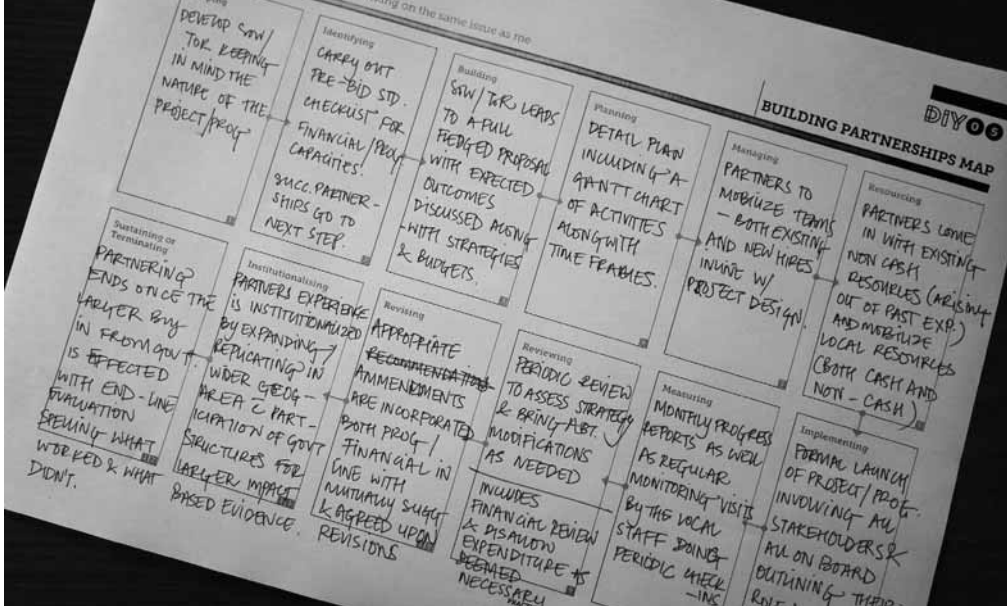 ing on the same issue as me
DIY
BUILDING PARTNERSHIPS MAP
DEVELOP SOW/
TOR KEEPING
IN MIND THE
NATURE OF THE
PROJECT/PROG
Identifying
CARRY OUT
PRE-BID STD.
CHECKLIST FOR
FINANCIAL/PROG
CAPACITIES.
SUCC. PARTNER-
SHIPS GO TO
NEXT STEP.
Building
SOW/TOR LEADS
TO A FULL
FLEDGED PROPOSAL
WITH EXPECTED
OUTCOMES
DISCUSSED ALONG
-WITH STRATEGIES
& BUDGETS.
Planning
DETAIL PLAN
INCLUDING A
GANTT CHART
OF ACTIVITIES
ALONGWITH
TIME FRAMES.
Managing
PARTNERS TO
MOBILIZE TEAMS
- BOTH EXISTING
AND NEW HIRES
INLINE W/
PROJECT DESIGN.
Resourcing
PARTNERS COME
IN WITH EXISTING
NON CASH
RESOURCES (ARISING
OUT OF PAST EXP.)
AND MOBILIZE
LOCAL RESOURCES
(BOTH CASH AND
NON-CASH)
Sustaining or
Terminating
PARTNERING
ENDS ONCE THE
LARGER BUY
IN FROM GOVT.
IS EFFECTED
WITH END-LINE
EVALUATION
SPELLING WHAT
WORKED & WHAT
DIDN'T.
Institutionalising
PARTNERS EXPERIENCE
IS INSTITUTIONALIZED
BY EXPANDING/
REPLICATING IN
WIDER GEOG-
AREA C PART-
ICIPATION OF GOVT
STRUCTURES FOR
LARGER IMPACT
BASED EVIDENCE.
Revising
APPROPRIATE
RECOMMENDATIONS
AMMENDMENTS
ARE INCORPORATED
BOTH PROG/
FINANCIAL IN
LINE WITH
MUTUALLY SUGG
& AGREED UPON
REVISIONS
Reviewing
PERIODIC REVIEW
TO ASSESS STRATEGY
& BRING ABT.
MODIFICATIONS
AS NEEDED
INCLUDES
FINANCIAL REVIEW
& DISALLOW
EXPENDITURE AS
DEEMED
NECESSARY
Measuring
MONTHLY PROGRESS
REPORTS AS WELL
AS REGULAR
MONITORING VISITS
BY THE LOCAL
STAFF DOING
PERIODIC CHECK
-INS
Implementing
FORMAL LAUNCH
OF PROJECT/PROG.
INVOLVING ALL
STAKEHOLDERS &
ALL ON BOARD
OUTLINING THEIR